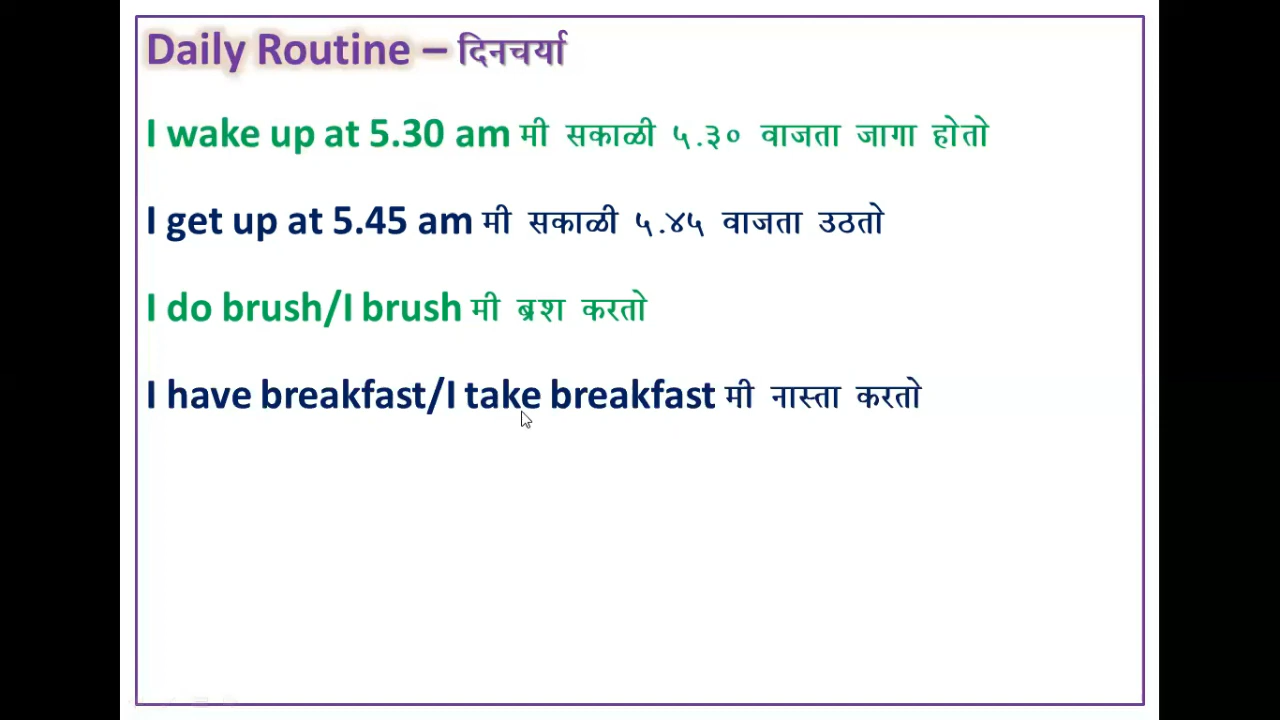 Daily Routine – दिनचर्या
I wake up at 5.30 am मी सकाळी ५.३० वाजता जागा होतो
I get up at 5.45 am मी सकाळी ५.४५ वाजता उठतो
I do brush/I brush मी ब्रश करतो
I have breakfast/I take breakfast मी नास्ता करतो